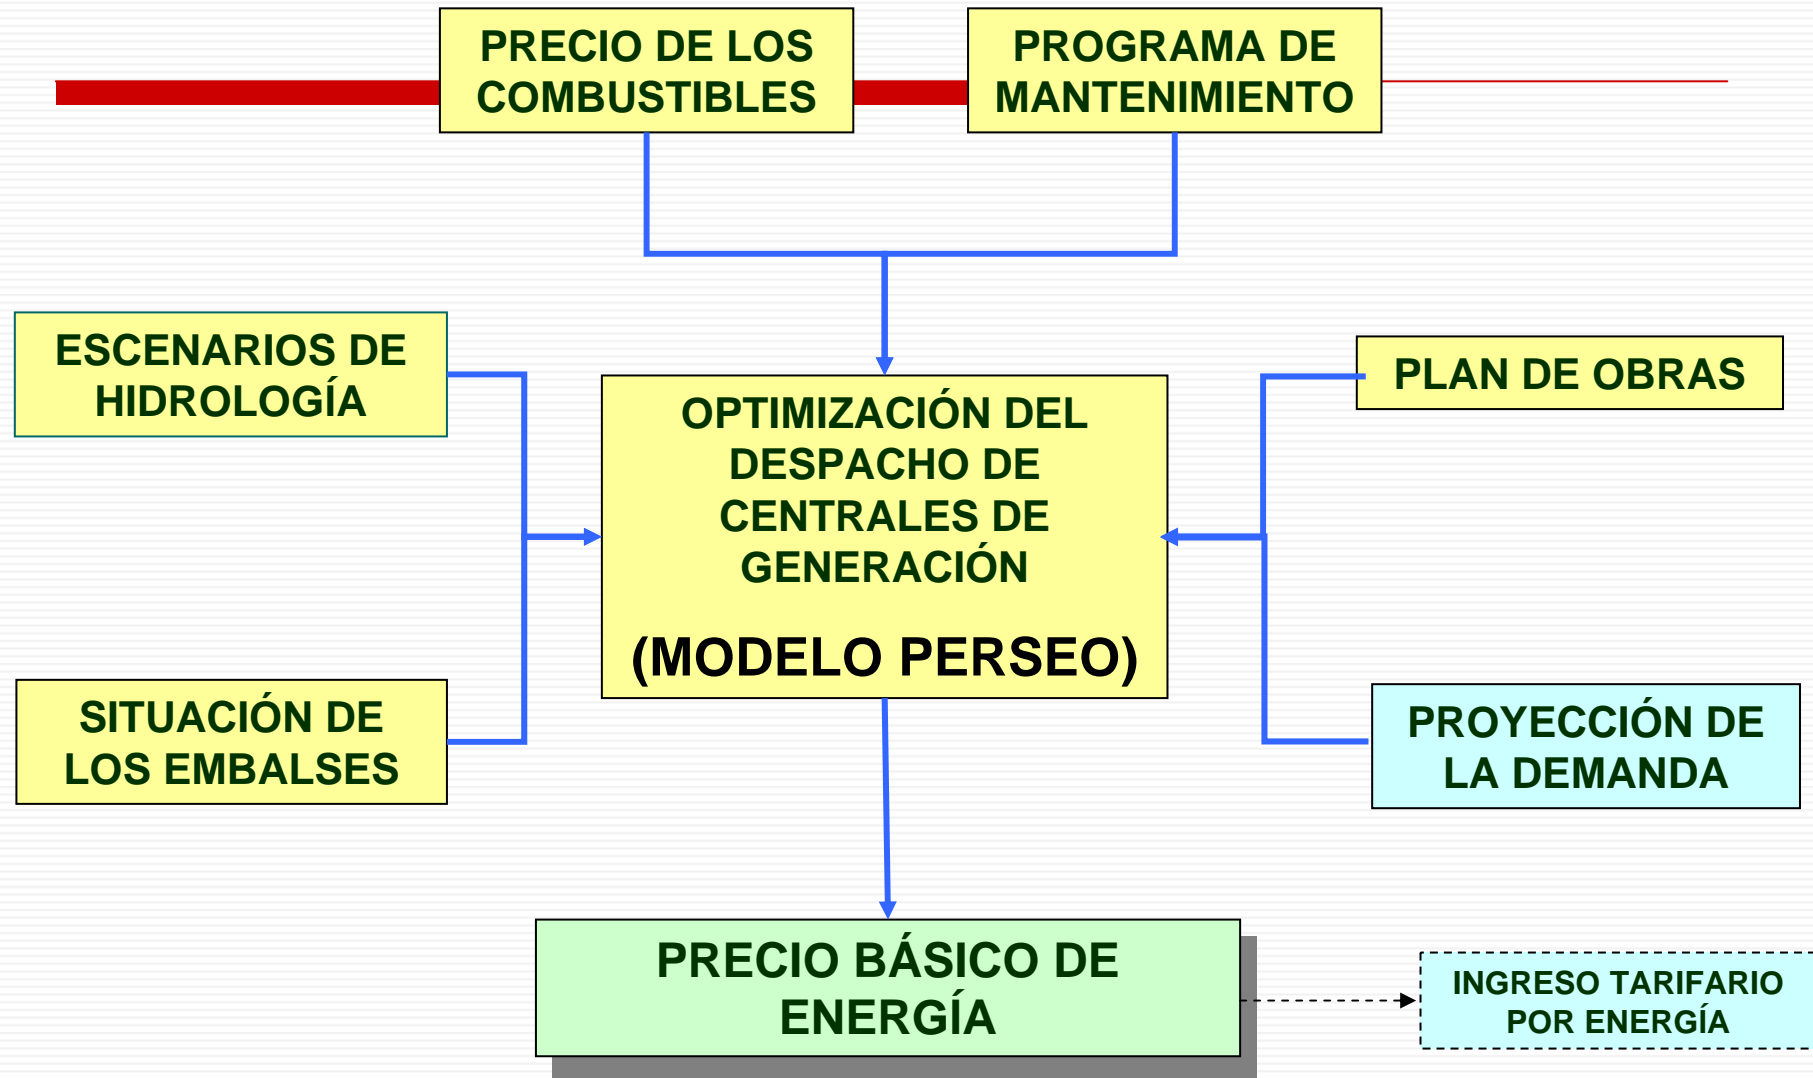 PRECIO DE LOS
COMBUSTIBLES
PROGRAMA DE
MANTENIMIENTO
ESCENARIOS DE
HIDROLOGÍA
PLAN DE OBRAS
OPTIMIZACIÓN DEL
DESPACHO DE
CENTRALES DE
GENERACIÓN
(MODELO PERSEO)
SITUACIÓN DE
LOS EMBALSES
PROYECCIÓN DE
LA DEMANDA
PRECIO BÁSICO DE
ENERGÍA
INGRESO TARIFARIO
POR ENERGÍA